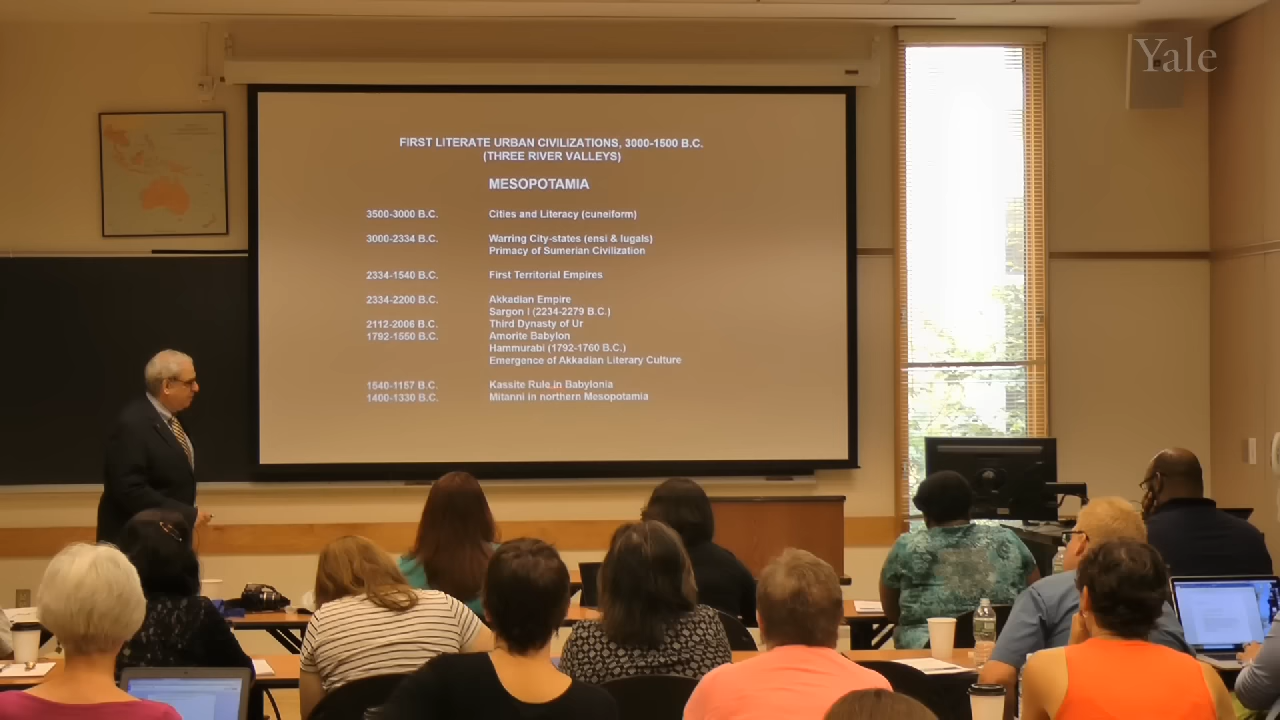 Yale
FIRST LITERATE URBAN CIVILIZATIONS, 3000-1500 B.C.
(THREE RIVER VALLEYS)
MESOPOTAMIA
3500-3000 B.C. Cities and Literacy (cuneiform)
3000-2334 B.C. Warring City-states (ensi & lugals)
Primacy of Sumerian Civilization
2334-1540 B.C. First Territorial Empires
2334-2200 B.C. Akkadian Empire
Sargon I (2234-2279 B.C.)
2112-2006 B.C. Third Dynasty of Ur
1792-1550 B.C. Amorite Babylon
Hammurabi (1792-1760 B.C.)
Emergence of Akkadian Literary Culture
1540-1157 B.C. Kassite Rule in Babylonia
1400-1330 B.C. Mitanni in northern Mesopotamia